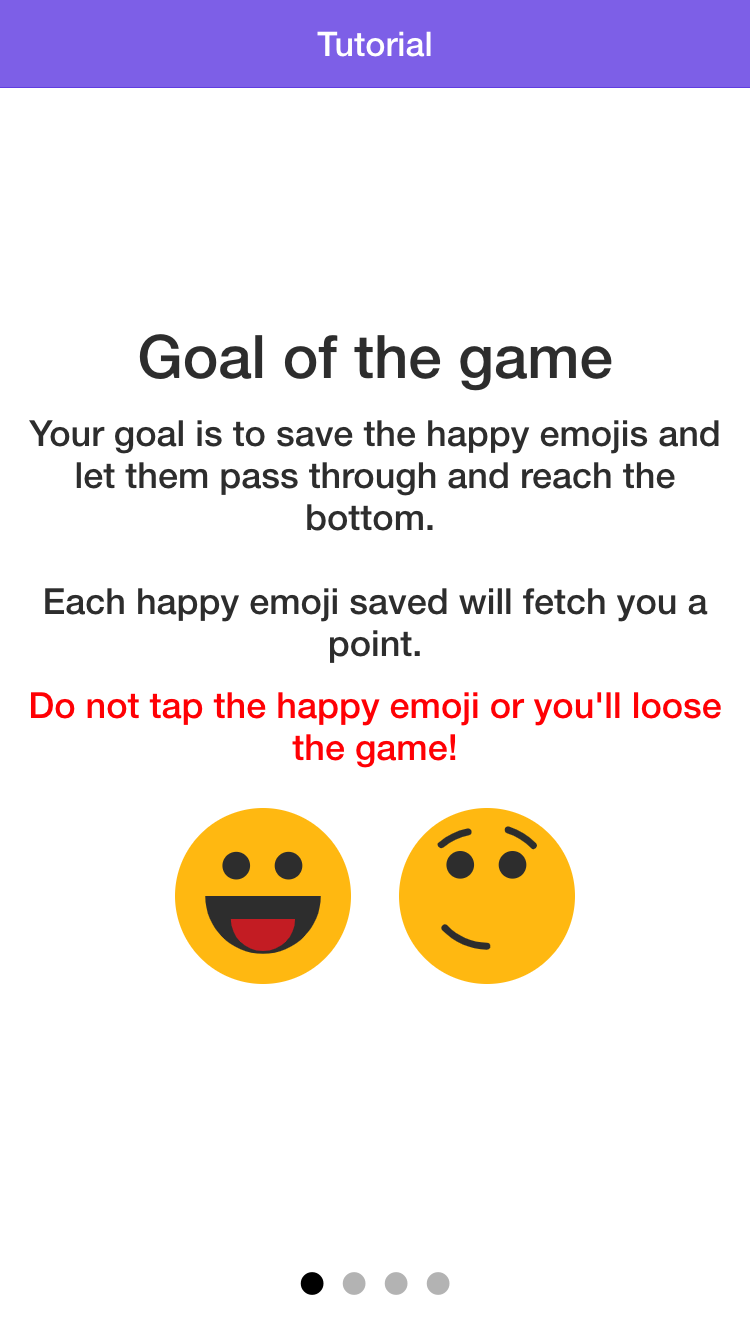 Tutorial
Goal of the game
Your goal is to save the happy emojis and
let them pass through and reach the
bottom.
Each happy emoji saved will fetch you a
point.
Do not tap the happy emoji or you'll loose
the game!